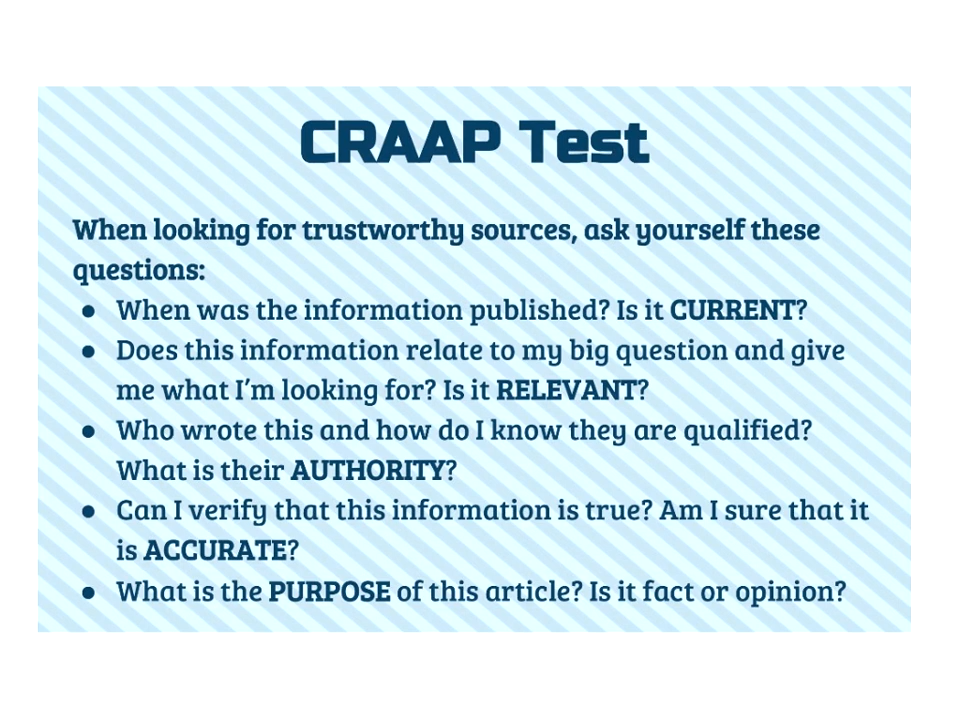 CRAAP Test
When looking for trustworthy sources, ask yourself these
questions:
● When was the information published? Is it CURRENT?
● Does this information relate to my big question and give
me what I'm looking for? Is it RELEVANT?
● Who wrote this and how do I know they are qualified?
What is their AUTHORITY?
● Can I verify that this information is true? Am I sure that it
is ACCURATE?
● What is the PURPOSE of this article? Is it fact or opinion?